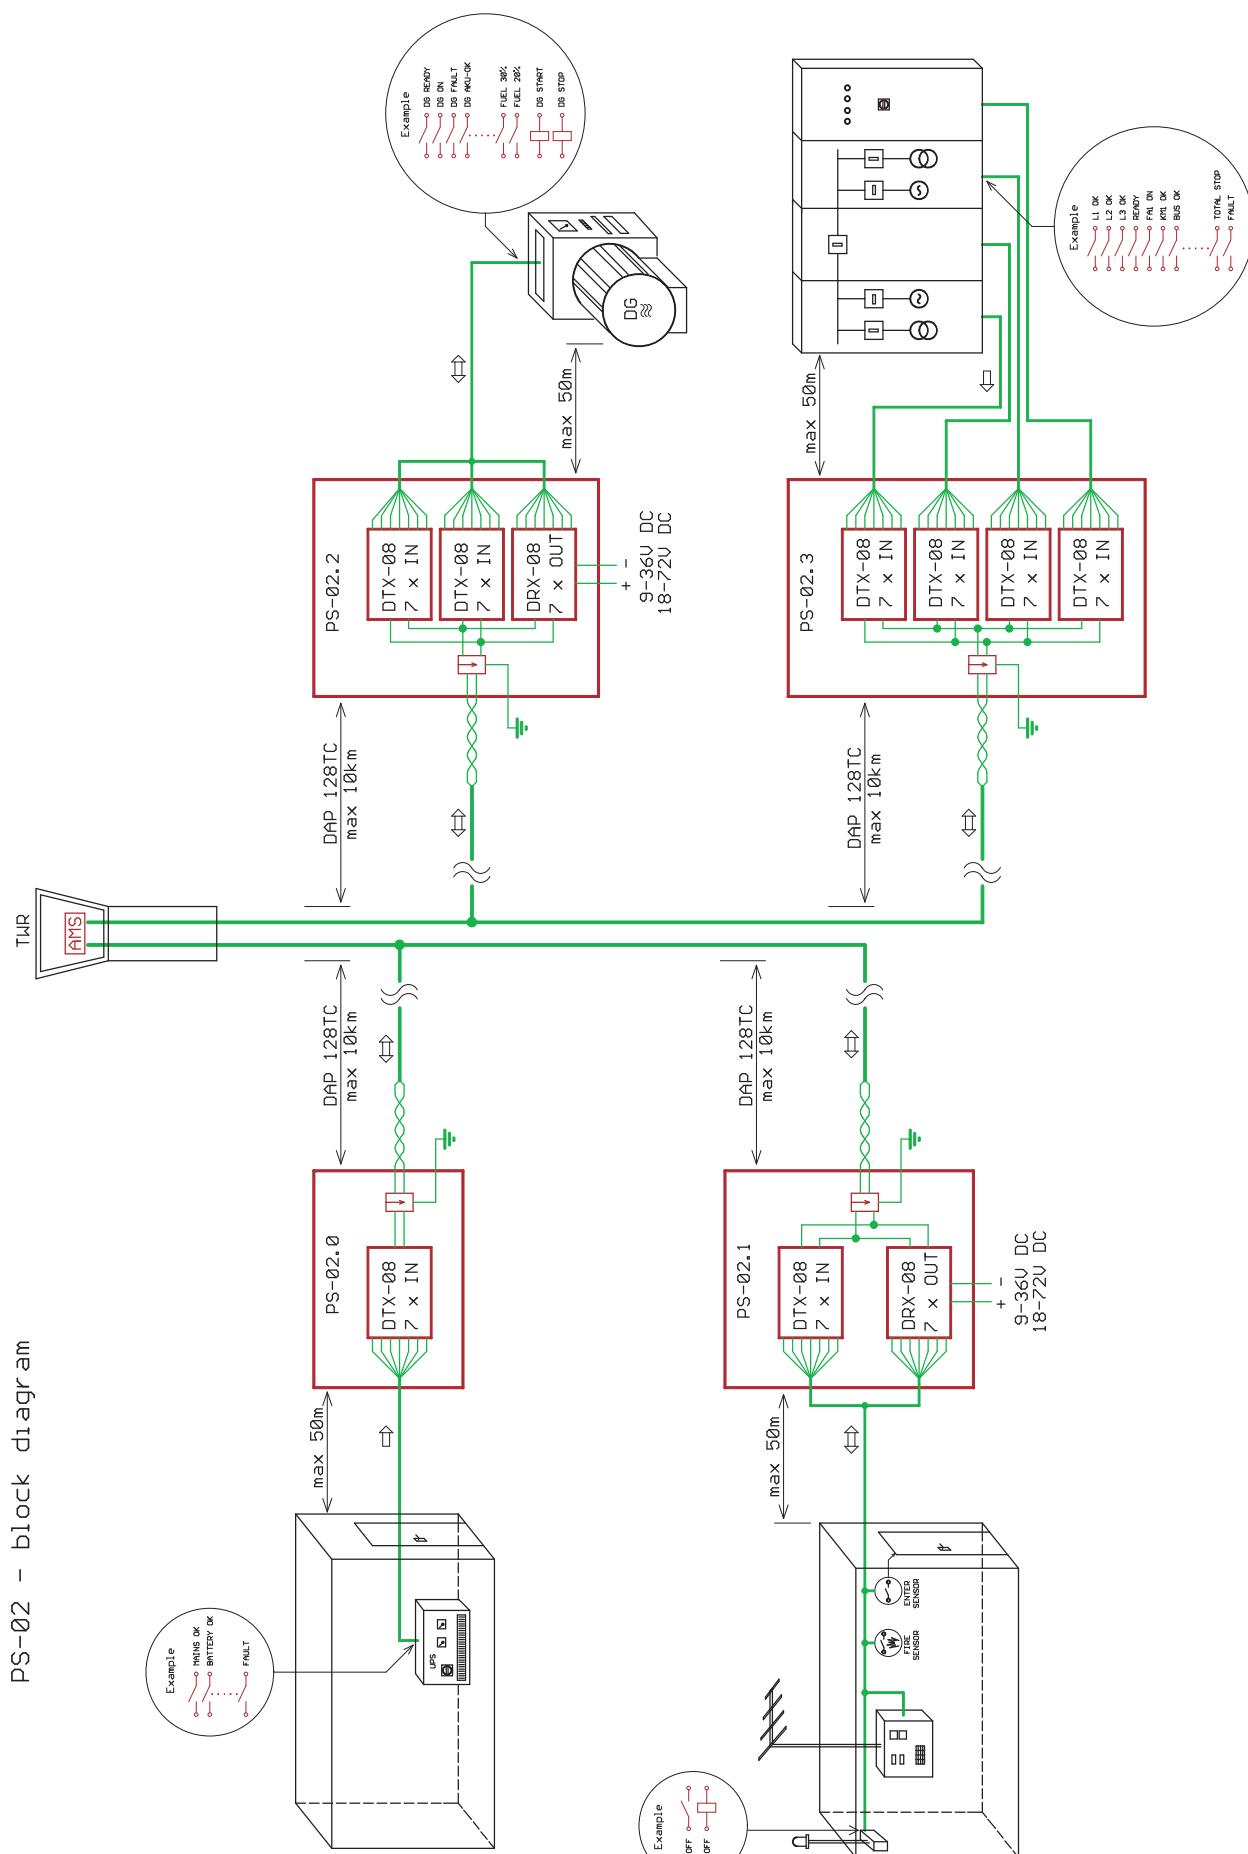 PS-02 - block diagram
TWR
AMS
Example
MAINS OK
BATTERY OK
FAULT
UPS
max 50m
PS-02.0
DTX-08
7 x IN
DAP 128TC
max 10km
DAP 128TC
max 10km
PS-02.2
DTX-08
7 x IN
DTX-08
7 x IN
DRX-08
7 x OUT
+ -
9-36V DC
18-72V DC
max 50m
DG
Example
DG READY
DG ON
DG FAULT
DG AKU-OK
FUEL 30%
FUEL 20%
DG START
DG STOP
Example
OFF
OFF
FIRE
SENSOR
ENTER
SENSOR
max 50m
PS-02.1
DTX-08
7 x IN
DRX-08
7 x OUT
+ -
9-36V DC
18-72V DC
DAP 128TC
max 10km
DAP 128TC
max 10km
PS-02.3
DTX-08
7 x IN
DTX-08
7 x IN
DTX-08
7 x IN
DTX-08
7 x IN
max 50m
Example
L1 OK
L2 OK
L3 OK
READY
FA1 ON
KM1 OK
BUS OK
TOTAL STOP
FAULT